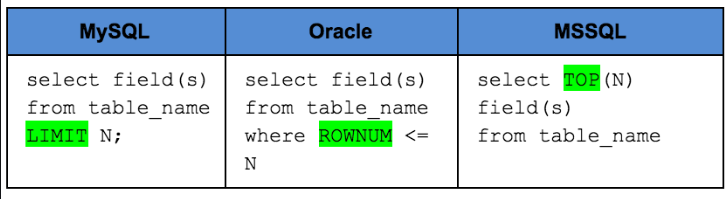 MySQL
Oracle
MSSQL
select field(s)
from table_name
LIMIT N;
select field(s)
from table_name
where ROWNUM <=
N
select TOP(N)
field(s)
from table_name